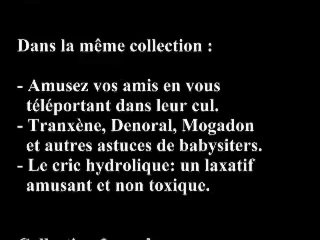 Dans la même collection :
- Amusez vos amis en vous
téléportant dans leur cul.
- Tranxène, Denoral, Mogadon
et autres astuces de babysiters.
- Le cric hydrolique: un laxatif
amusant et non toxique.